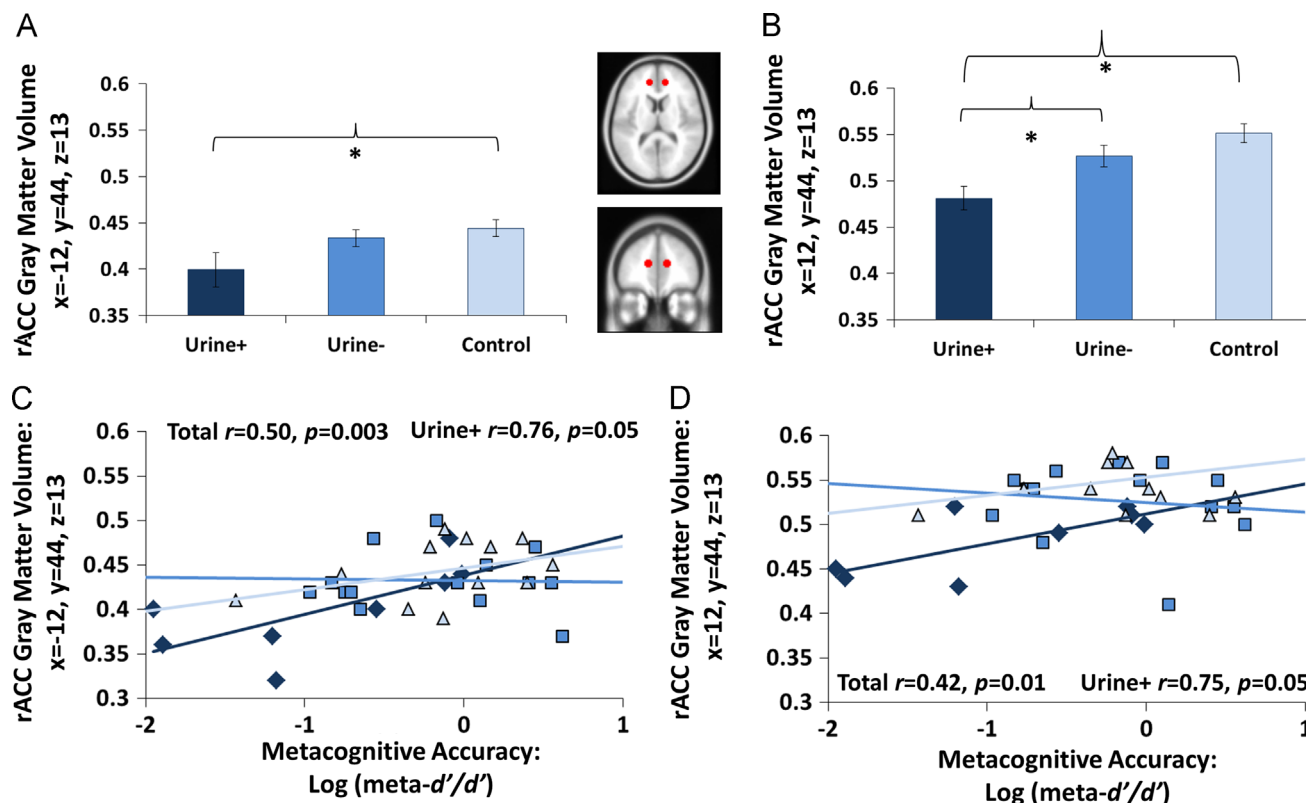 A
rACC Gray Matter Volume
x=-12, y=44, z=13
0.6
0.55
0.5
0.45
0.4
0.35
*
Urine+ Urine- Control
B
rACC Gray Matter Volume
x=12, y=44, z=13
0.6
0.55
0.5
0.45
0.4
0.35
*
*
Urine+ Urine- Control
C
rACC Gray Matter Volume:
x=-12, y=44, z=13
Total r=0.50, p=0.003 Urine+ r=0.76, p=0.05
0.6
0.55
0.5
0.45
0.4
0.35
0.3
-2 -1 0 1
Metacognitive Accuracy:
Log (meta-d'/d')
D
rACC Gray Matter Volume:
x=12, y=44, z=13
0.6
0.55
0.5
0.45
0.4
0.35
0.3
Total r=0.42, p=0.01 Urine+ r=0.75, p=0.05
-2 -1 0 1
Metacognitive Accuracy:
Log (meta-d'/d')